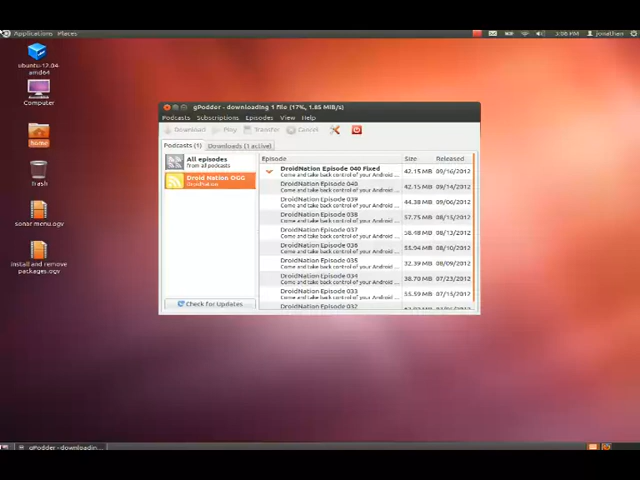 Applications Places
3:56 PM jonathan
ubuntu-12.04-
amd64
Computer
home
trash
sonar menu.ogv
install and remove
packages.ogv
gPodder - downloading 1 file (17%, 1.85 MiB/s)
Podcasts Subscriptions Episodes View Help
Download Play Transfer Cancel
Podcasts (1) Downloads (1 active)
All episodes
from all podcasts
Droid Nation OGG
DroidNation
Check for Updates
Episode Size Released
DroidNation Episode 040 Fixed 42.15 MB 09/16/2012
Come and take back control of your Android ...
DroidNation Episode 040 42.15 MB 09/14/2012
Come and take back control of your Android ...
DroidNation Episode 039 44.38 MB 09/06/2012
Come and take back control of your Android ...
DroidNation Episode 038 57.75 MB 08/15/2012
Come and take back control of your Android ...
DroidNation Episode 037 58.48 MB 08/13/2012
Come and take back control of your Android ...
DroidNation Episode 036 55.94 MB 08/10/2012
Come and take back control of your Android ...
DroidNation Episode 035 32.39 MB 08/09/2012
Come and take back control of your Android ...
DroidNation Episode 034 38.70 MB 07/23/2012
Come and take back control of your Android ...
DroidNation Episode 033 55.59 MB 07/15/2012
Come and take back control of your Android ...
DroidNation Episode 032
gPodder - downloadin...